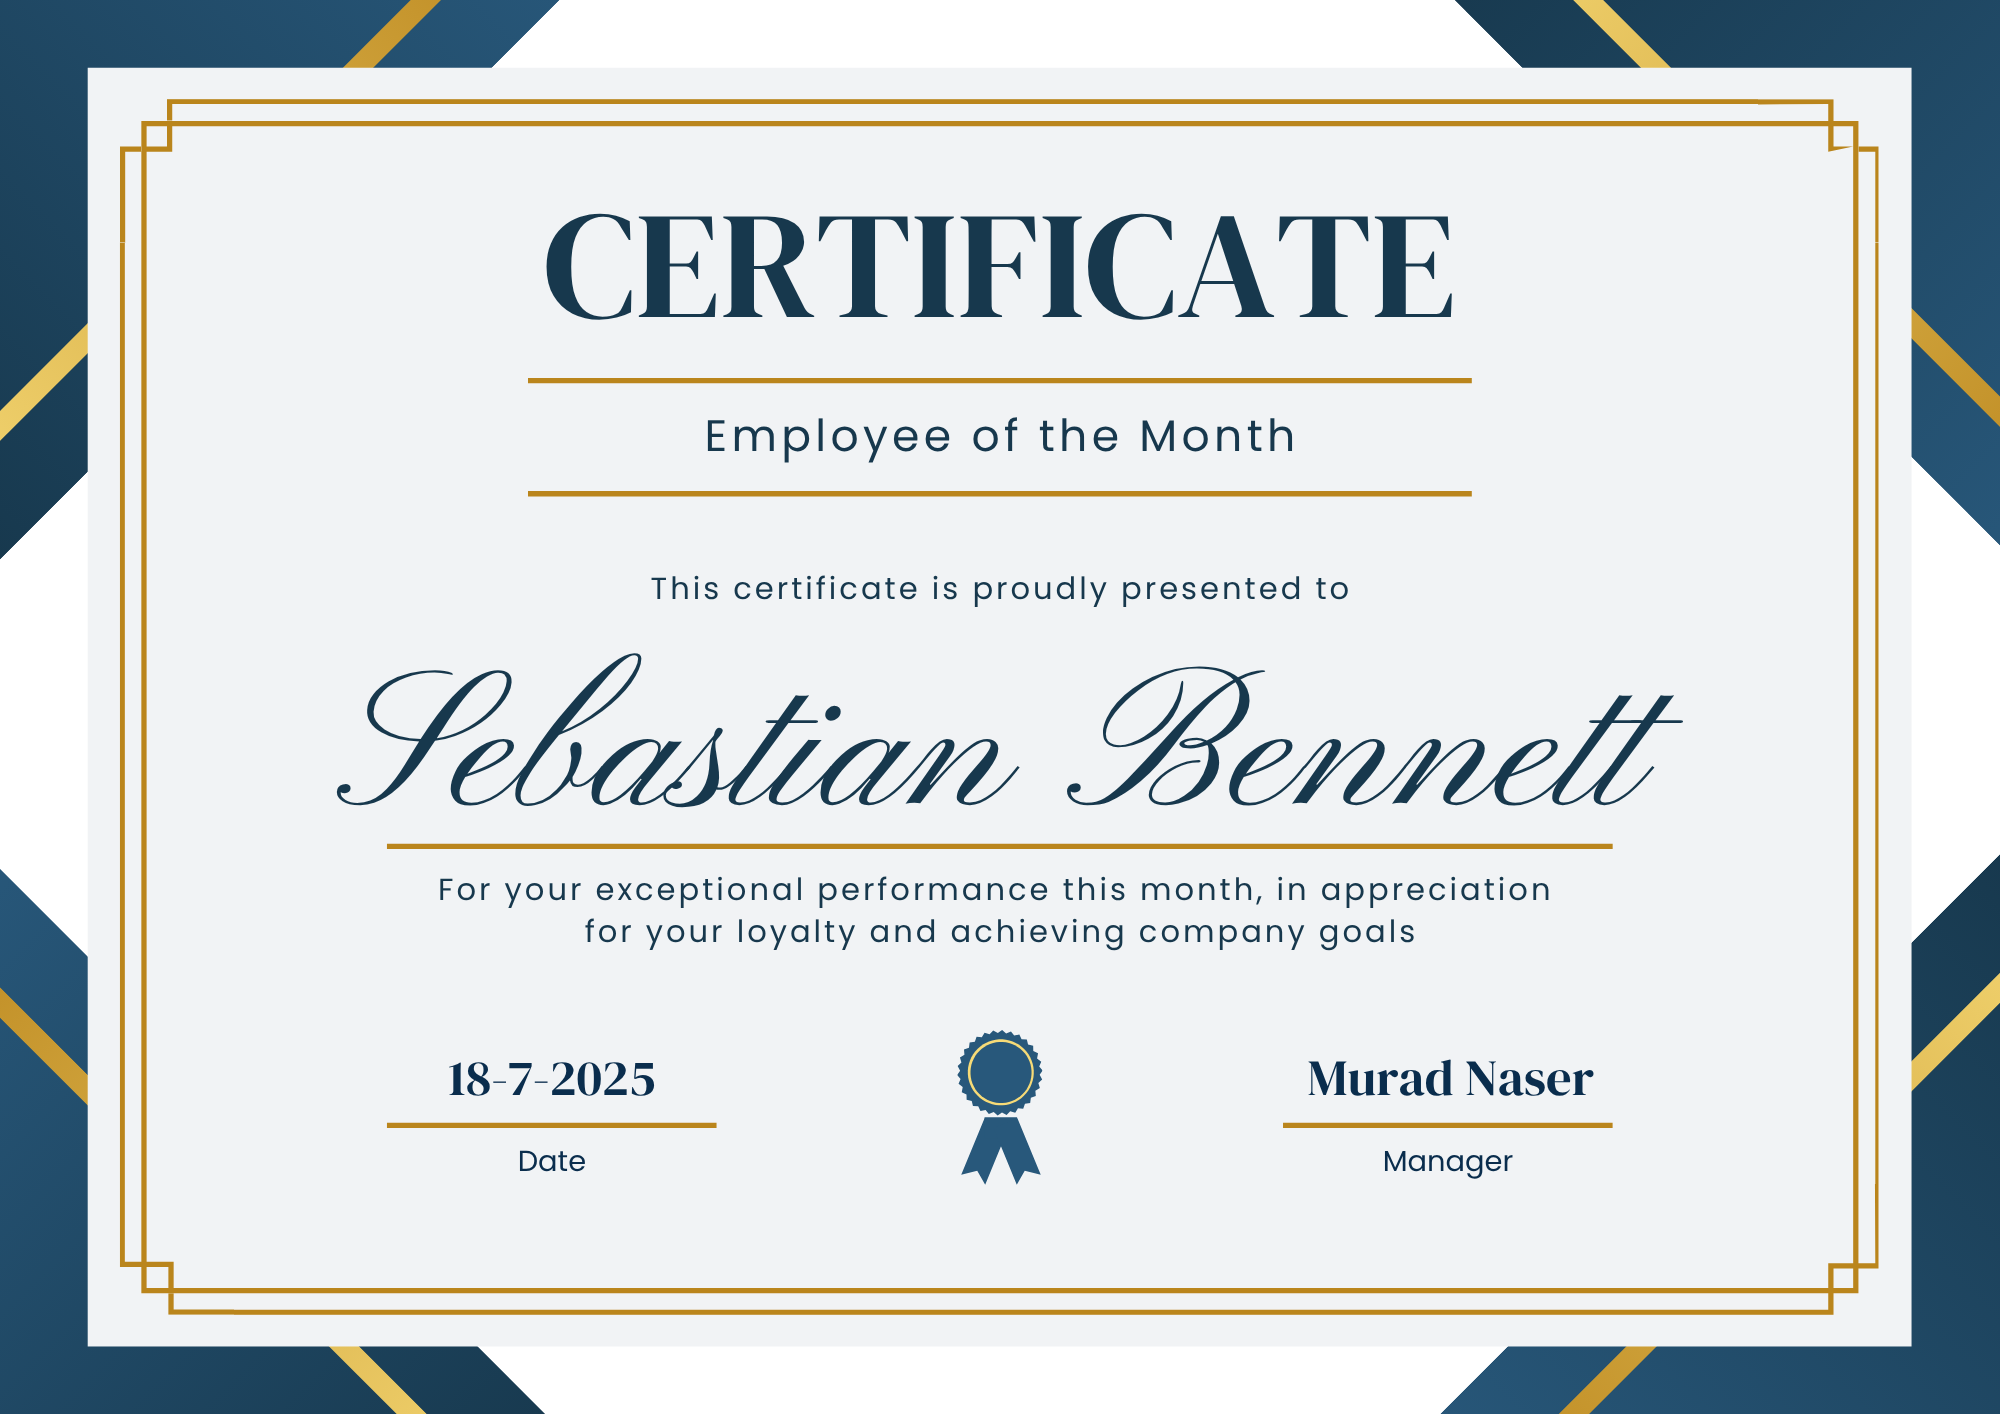 CERTIFICATE
Employee of the Month
This certificate is proudly presented to
Sebastian Bennett
For your exceptional performance this month, in appreciation
for your loyalty and achieving company goals
18-7-2025
Date
Murad Naser
Manager